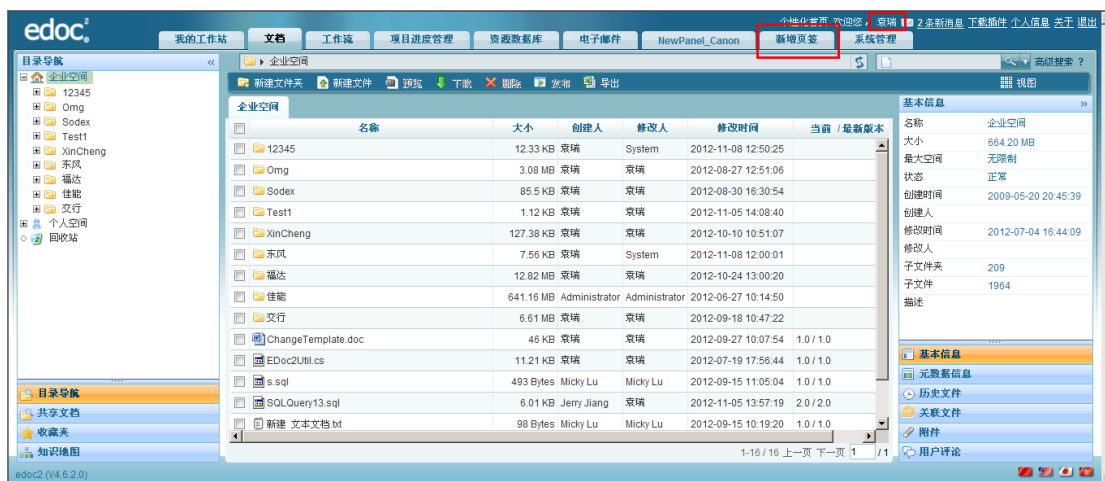 个性化首页 欢迎您， 袁瑞 2条新消息 下载插件 个人信息 关于 退出
edoc2
我的工作站 文档 工作流 项目进度管理 资源数据库 电子邮件 NewPanel_Canon 新增页签 系统管理
目录导航 «
企业空间
高级搜索 ?
企业空间
12345
Omg
Sodex
Test1
XinCheng
东风
福达
佳能
交行
个人空间
回收站
新建文件夹 新建文件 预览 下载 删除 发布 导出 视图
企业空间
名称 大小 创建人 修改人 修改时间 当前 /最新版本
12345 12.33 KB 袁瑞 System 2012-11-08 12:50:25
Omg 3.08 MB 袁瑞 袁瑞 2012-08-27 12:51:06
Sodex 85.5 KB 袁瑞 袁瑞 2012-08-30 16:30:54
Test1 1.12 KB 袁瑞 袁瑞 2012-11-05 14:08:40
XinCheng 127.38 KB 袁瑞 袁瑞 2012-10-10 10:51:07
东风 7.56 KB 袁瑞 System 2012-11-08 12:00:01
福达 12.82 MB 袁瑞 袁瑞 2012-10-24 13:00:20
佳能 641.16 MB Administrator Administrator 2012-06-27 10:14:50
交行 6.61 MB 袁瑞 袁瑞 2012-09-18 10:47:22
ChangeTemplate.doc 46 KB 袁瑞 袁瑞 2012-09-27 10:07:54 1.0 / 1.0
EDoc2Util.cs 11.21 KB 袁瑞 袁瑞 2012-07-19 17:56:44 1.0 / 1.0
s.sql 493 Bytes Micky Lu Micky Lu 2012-09-15 11:05:04 1.0 / 1.0
SQLQuery13.sql 6.01 KB Jerry Jiang 袁瑞 2012-11-05 13:57:19 2.0 / 2.0
新建 文本文档.txt 98 Bytes Micky Lu Micky Lu 2012-09-15 10:19:20 1.0 / 1.0
1-16 / 16 上一页 下一页 1 / 1
基本信息 »
名称 企业空间
大小 664.20 MB
最大空间 无限制
状态 正常
创建时间 2009-05-20 20:45:39
创建人
修改时间 2012-07-04 16:44:09
修改人
子文件夹 209
子文件 1964
描述
基本信息
元数据信息
历史文件
关联文件
附件
用户评论
目录导航
共享文档
收藏夹
知识地图
edoc2 (V4.6.2.0)